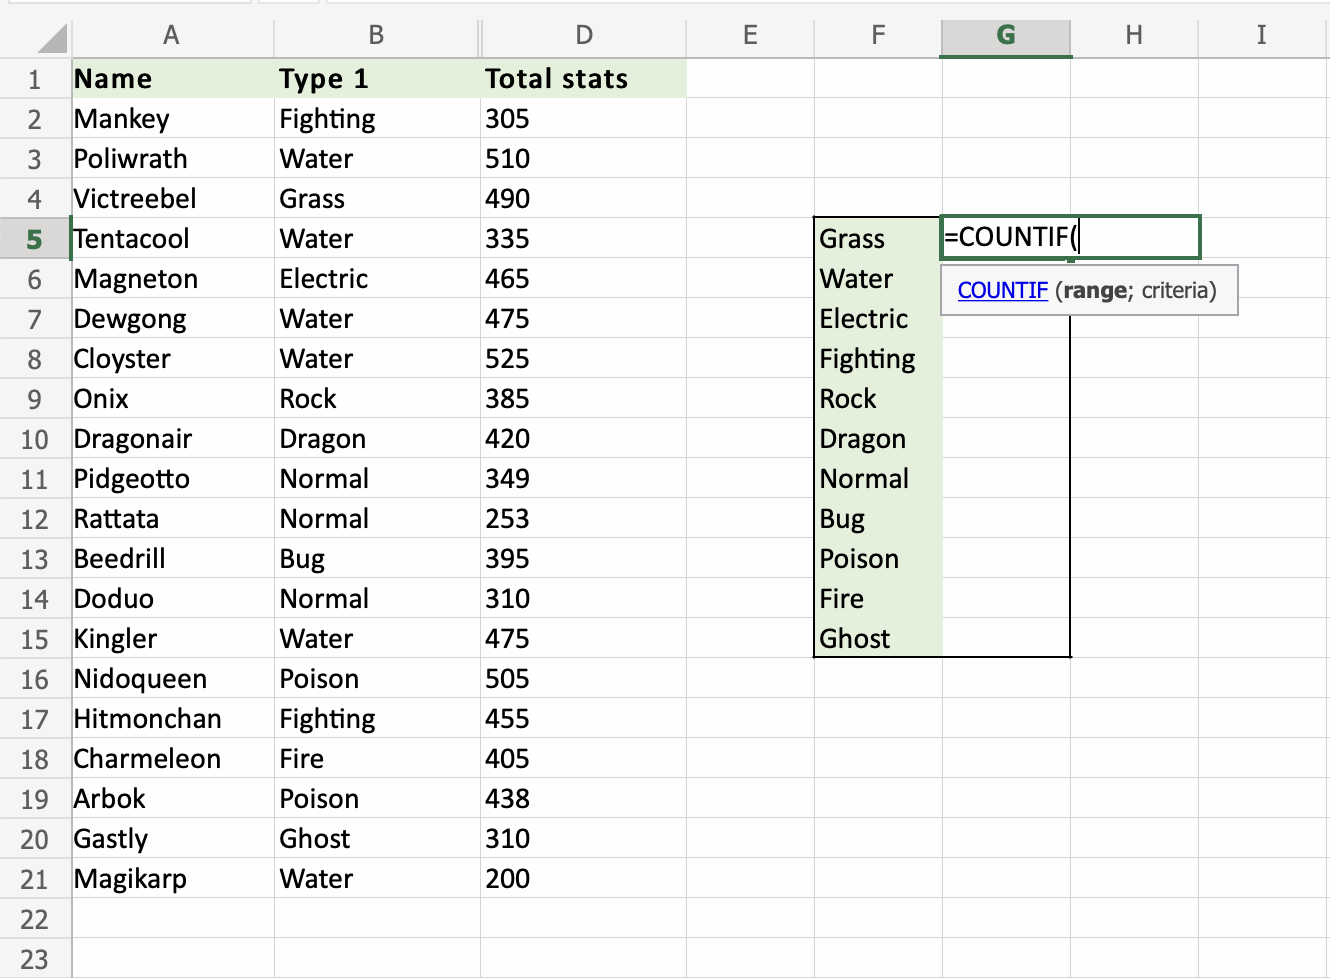 A B D E F G H I
1 Name Type 1 Total stats
2 Mankey Fighting 305
3 Poliwrath Water 510
4 Victreebel Grass 490
5 Tentacool Water 335 Grass =COUNTIF(
6 Magneton Electric 465 Water COUNTIF (range; criteria)
7 Dewgong Water 475 Electric
8 Cloyster Water 525 Fighting
9 Onix Rock 385 Rock
10 Dragonair Dragon 420 Dragon
11 Pidgeotto Normal 349 Normal
12 Rattata Normal 253 Bug
13 Beedrill Bug 395 Poison
14 Doduo Normal 310 Fire
15 Kingler Water 475 Ghost
16 Nidoqueen Poison 505
17 Hitmonchan Fighting 455
18 Charmeleon Fire 405
19 Arbok Poison 438
20 Gastly Ghost 310
21 Magikarp Water 200
22
23